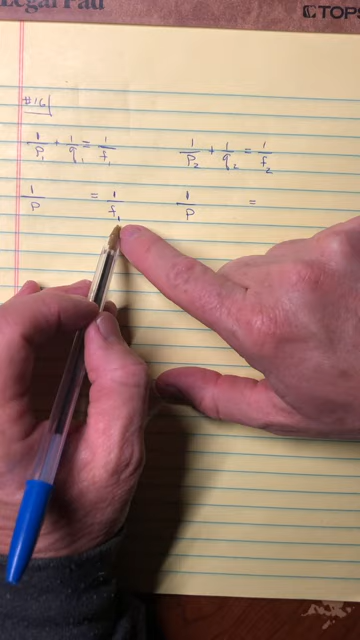 Legal Pad TOPS
#16
1/P₁ + 1/q₁ = 1/f₁ 1/P₂ + 1/q₂ = 1/f₂
1/P = 1/f₁ 1/P =